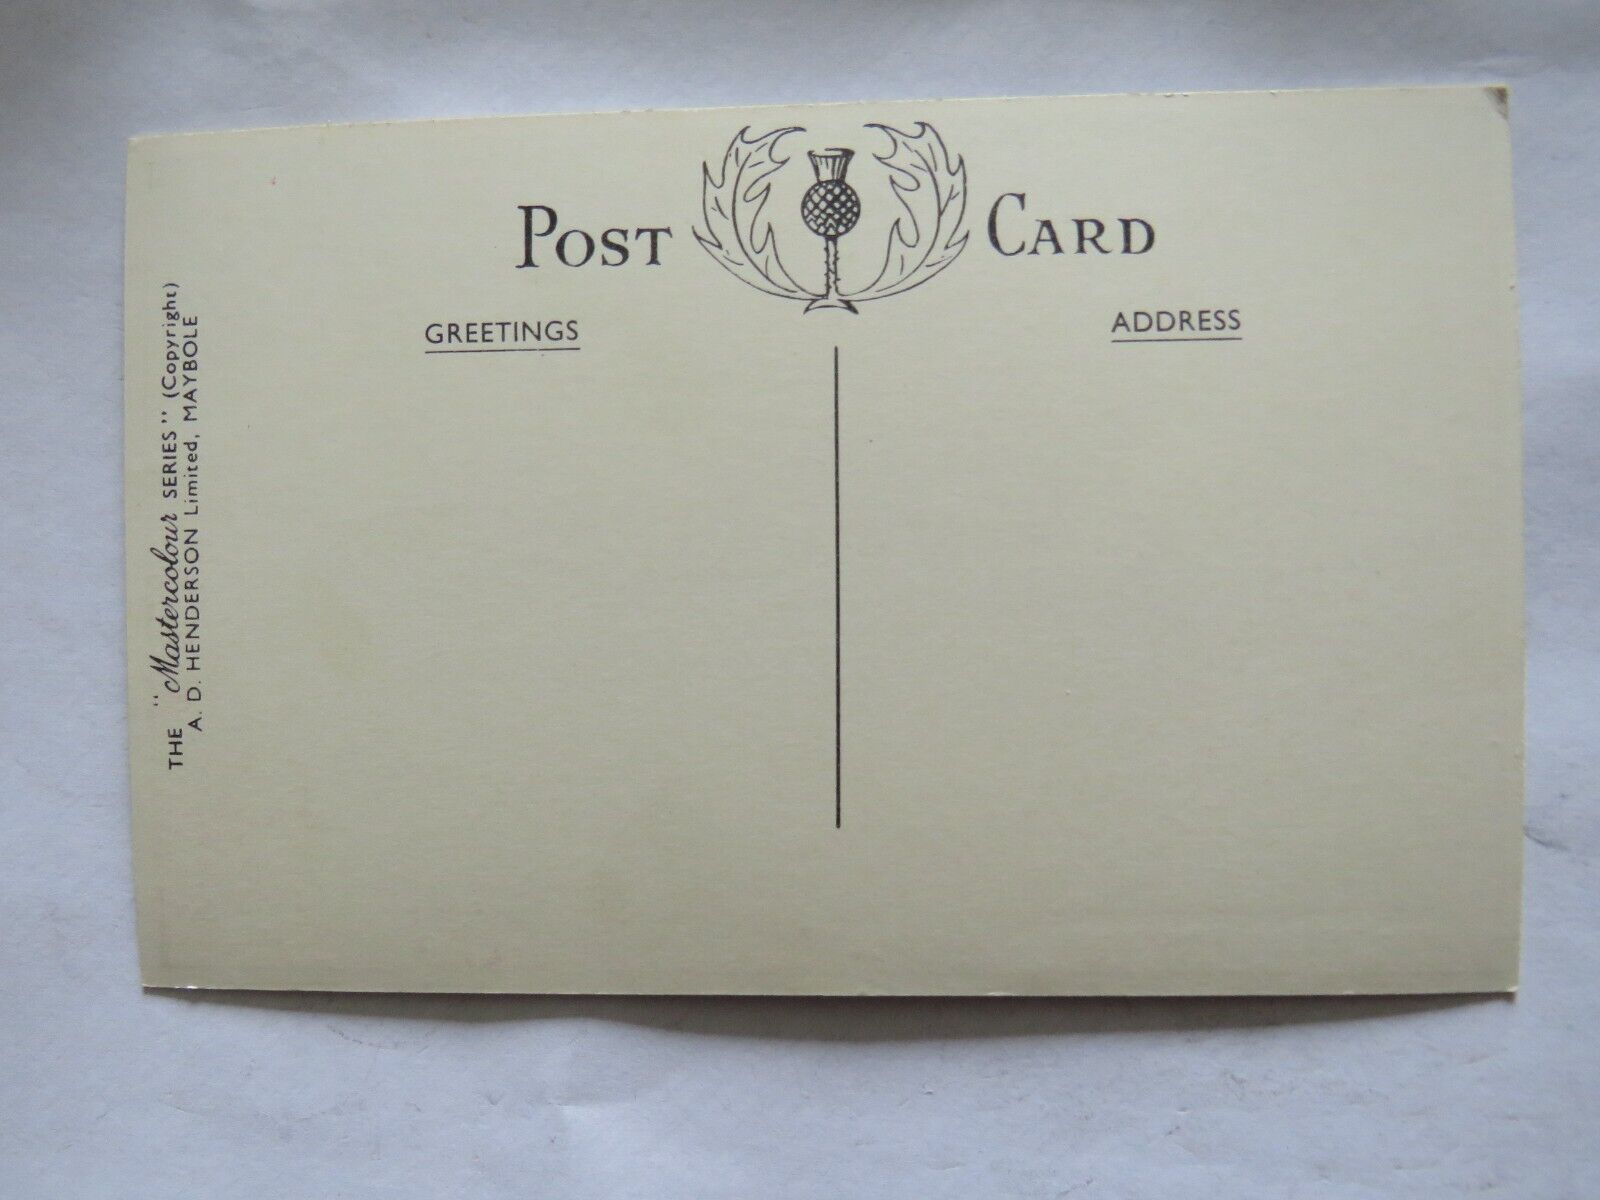 POST CARD
GREETINGS
ADDRESS
THE "Mastercolour SERIES" (Copyright)
A. D. HENDERSON Limited, MAYBOLE